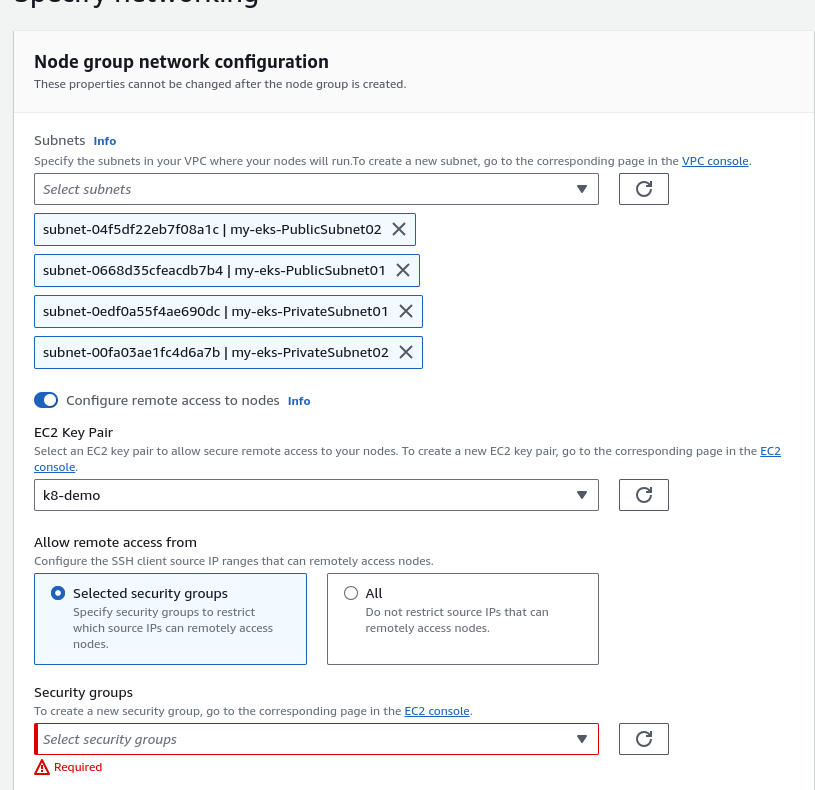 Specify networking
Node group network configuration
These properties cannot be changed after the node group is created.
Subnets Info
Specify the subnets in your VPC where your nodes will run.To create a new subnet, go to the corresponding page in the VPC console.
Select subnets
subnet-04f5df22eb7f08a1c | my-eks-PublicSubnet02
subnet-0668d35cfeacdb7b4 | my-eks-PublicSubnet01
subnet-0edf0a55f4ae690dc | my-eks-PrivateSubnet01
subnet-00fa03ae1fc4d6a7b | my-eks-PrivateSubnet02
Configure remote access to nodes Info
EC2 Key Pair
Select an EC2 key pair to allow secure remote access to your nodes. To create a new EC2 key pair, go to the corresponding page in the EC2
console.
k8-demo
Allow remote access from
Configure the SSH client source IP ranges that can remotely access nodes.
Selected security groups
Specify security groups to restrict
which source IPs can remotely access
nodes.
All
Do not restrict source IPs that can
remotely access nodes.
Security groups
To create a new security group, go to the corresponding page in the EC2 console.
Select security groups
Required